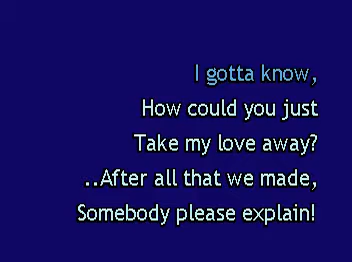 I gotta know,
How could you just
Take my love away?
..After all that we made,
Somebody please explain!